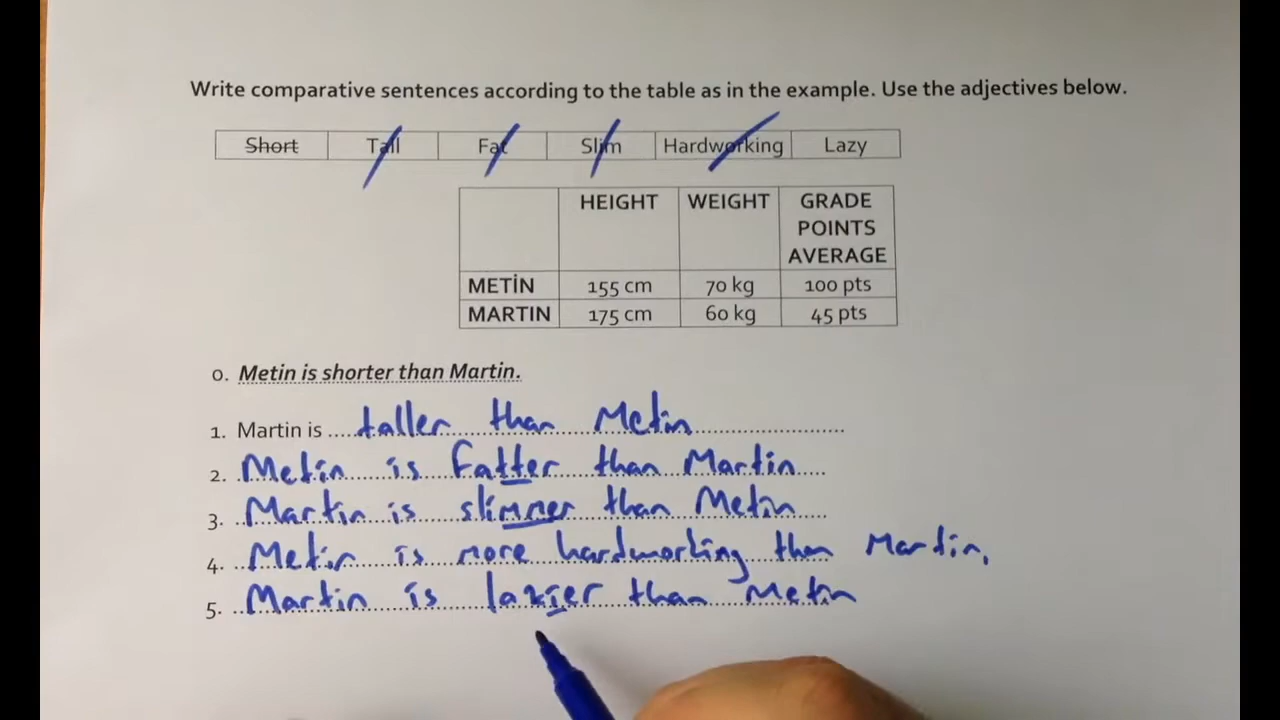 Write comparative sentences according to the table as in the example. Use the adjectives below.
Short Tall Fat Slim Hardworking Lazy
HEIGHT WEIGHT GRADE POINTS AVERAGE
METİN 155 cm 70 kg 100 pts
MARTIN 175 cm 60 kg 45 pts
0. Metin is shorter than Martin.
1. Martin is .... taller than Metin
2. Metin is fatter than Martin
3. Martin is slimmer than Metin
4. Metin is more hardworking than Martin.
5. Martin is lazier than Metin